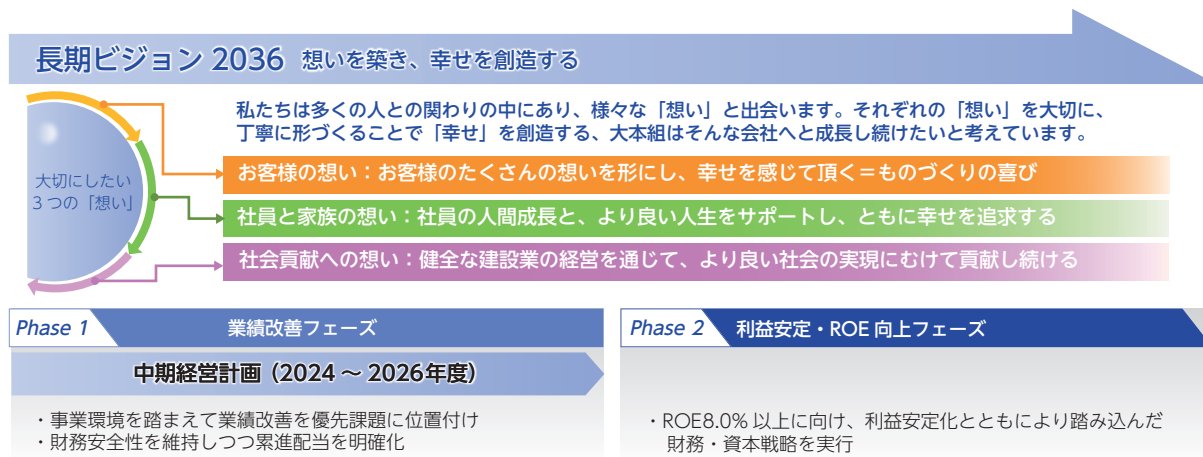 長期ビジョン 2036 想いを築き、幸せを創造する
私たちは多くの人との関わりの中にあり、様々な「想い」と出会います。それぞれの「想い」を大切に、
丁寧に形づくることで「幸せ」を創造する、大本組はそんな会社へと成長し続けたいと考えています。
大切にしたい
3つの「想い」
お客様の想い：お客様のたくさんの想いを形にし、幸せを感じて頂く＝ものづくりの喜び
社員と家族の想い：社員の人間成長と、より良い人生をサポートし、ともに幸せを追求する
社会貢献への想い：健全な建設業の経営を通じて、より良い社会の実現にむけて貢献し続ける
Phase 1 業績改善フェーズ
中期経営計画（2024 ～ 2026年度）
・事業環境を踏まえて業績改善を優先課題に位置付け
・財務安全性を維持しつつ累進配当を明確化
Phase 2 利益安定・ROE 向上フェーズ
・ROE8.0% 以上に向け、利益安定化とともにより踏み込んだ
財務・資本戦略を実行